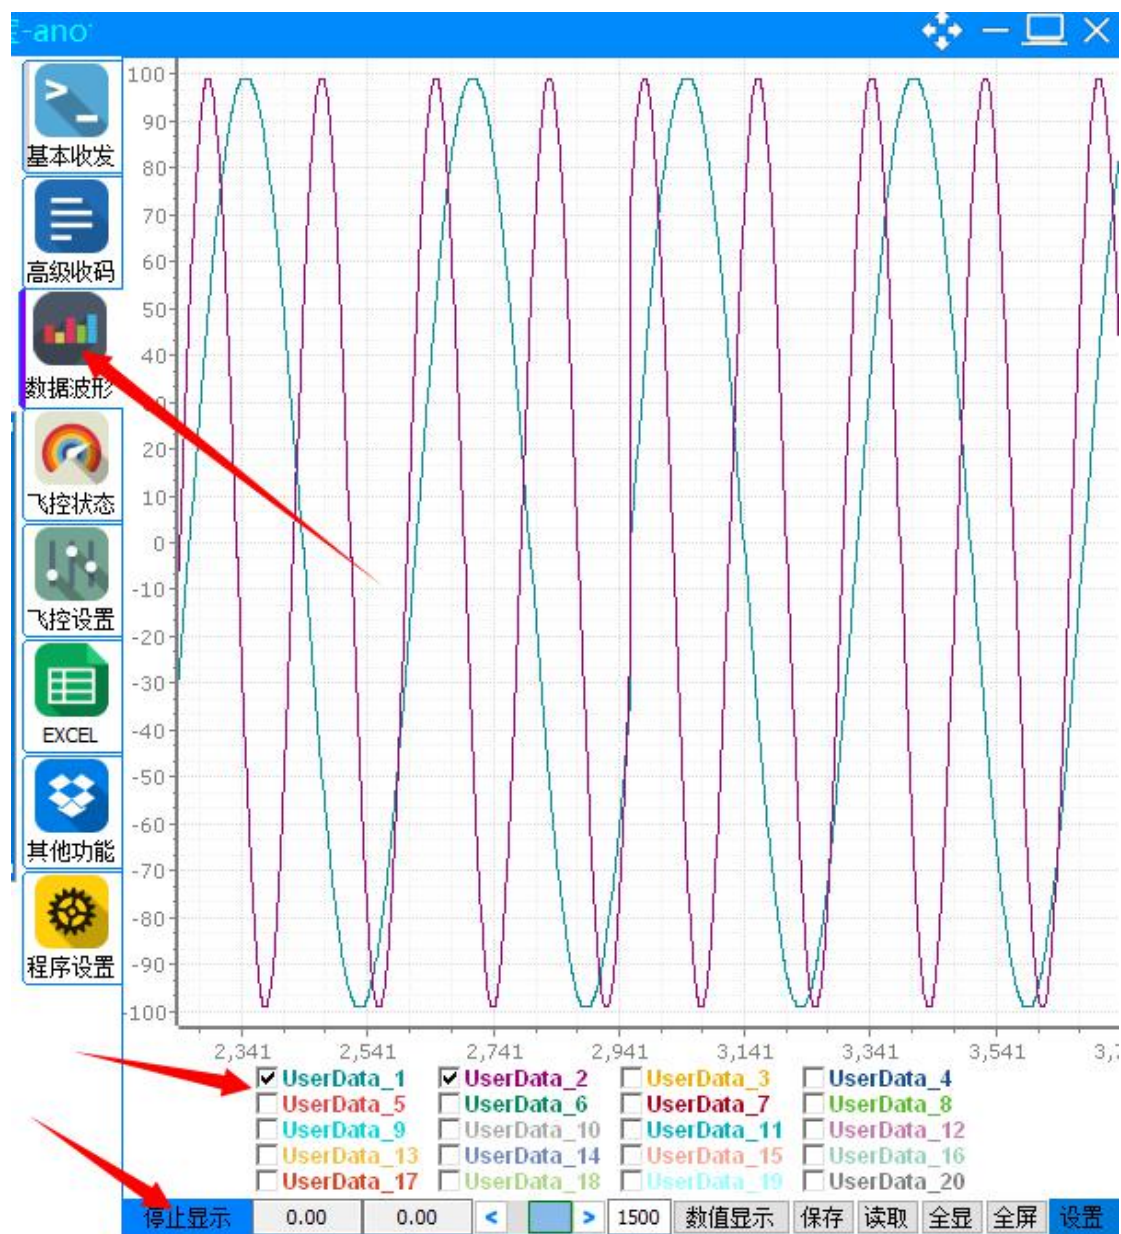 -ano
基本收发
高级收码
数据波形
飞控状态
飞控设置
EXCEL
其他功能
程序设置
100
90
80
70
60
50
40
20
10
0
-10
-20
-30
-40
-50
-60
-70
-80
-90
-100
2,341 2,541 2,741 2,941 3,141 3,341 3,541 3,
UserData_1 UserData_2 UserData_3 UserData_4
UserData_5 UserData_6 UserData_7 UserData_8
UserData_9 UserData_10 UserData_11 UserData_12
UserData_13 UserData_14 UserData_15 UserData_16
UserData_17 UserData_18 UserData_19 UserData_20
停止显示 0.00 0.00 < > 1500 数值显示 保存 读取 全显 全屏 设置